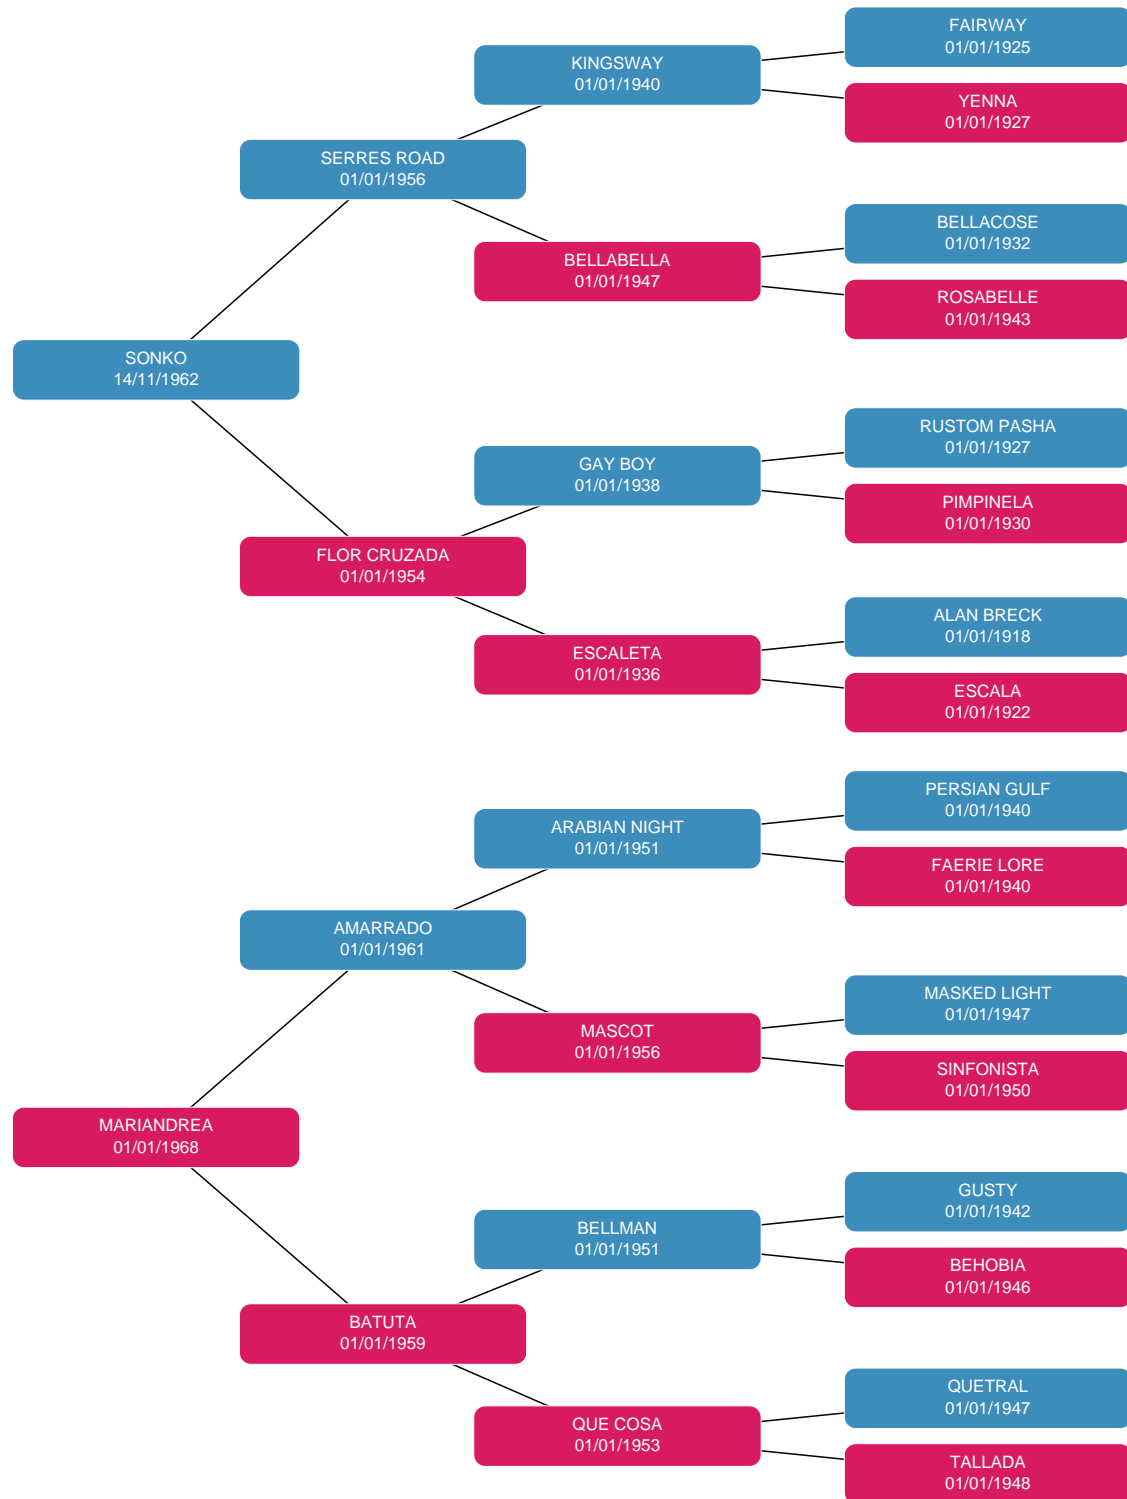 FAIRWAY
01/01/1925
KINGSWAY
01/01/1940
YENNA
01/01/1927
SERRES ROAD
01/01/1956
BELLACOSE
01/01/1932
BELLABELLA
01/01/1947
ROSABELLE
01/01/1943
SONKO
14/11/1962
RUSTOM PASHA
01/01/1927
GAY BOY
01/01/1938
PIMPINELA
01/01/1930
FLOR CRUZADA
01/01/1954
ALAN BRECK
01/01/1918
ESCALETA
01/01/1936
ESCALA
01/01/1922
PERSIAN GULF
01/01/1940
ARABIAN NIGHT
01/01/1951
FAERIE LORE
01/01/1940
AMARRADO
01/01/1961
MASKED LIGHT
01/01/1947
MASCOT
01/01/1956
SINFONISTA
01/01/1950
MARIANDREA
01/01/1968
GUSTY
01/01/1942
BELLMAN
01/01/1951
BEHOBIA
01/01/1946
BATUTA
01/01/1959
QUETRAL
01/01/1947
QUE COSA
01/01/1953
TALLADA
01/01/1948